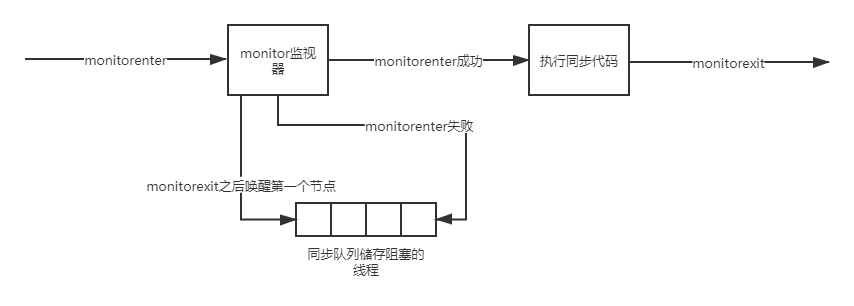 monitorenter
monitor监视
器
monitorenter成功
执行同步代码
monitorexit
monitorenter失败
monitorexit之后唤醒第一个节点
同步队列储存阻塞的
线程